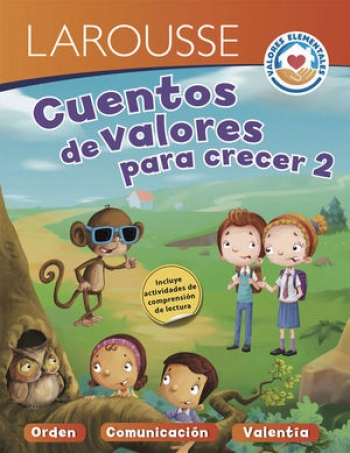 LAROUSSE
VALORES ELEMENTALES
Cuentos
de valores
para crecer 2
Incluye
actividades de
comprensión
de lectura
Orden
Comunicación
Valentía